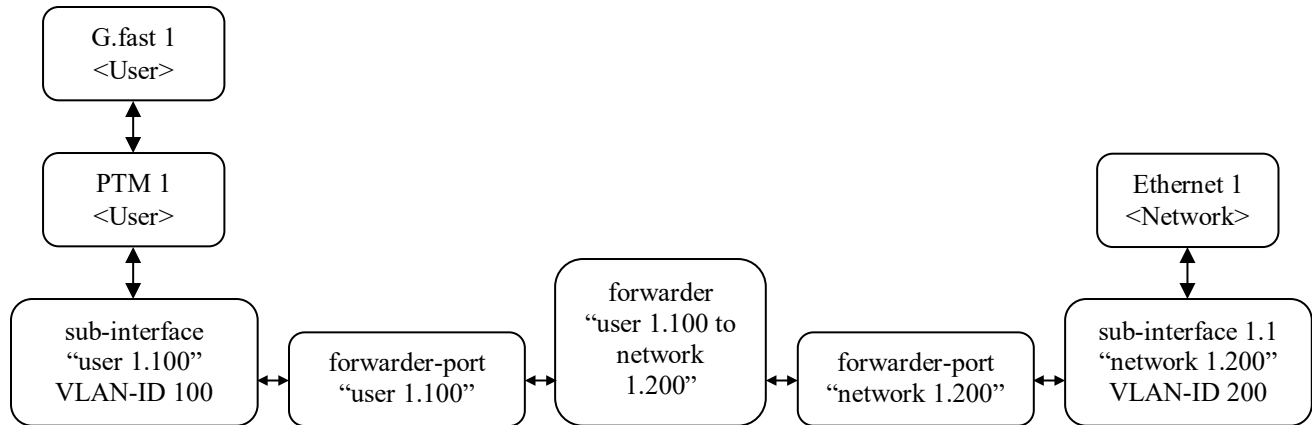 G.fast 1
<User>
PTM 1
<User>
Ethernet 1
<Network>
sub-interface
“user 1.100”
VLAN-ID 100
forwarder-port
“user 1.100”
forwarder
“user 1.100 to
network
1.200”
forwarder-port
“network 1.200”
sub-interface 1.1
“network 1.200”
VLAN-ID 200